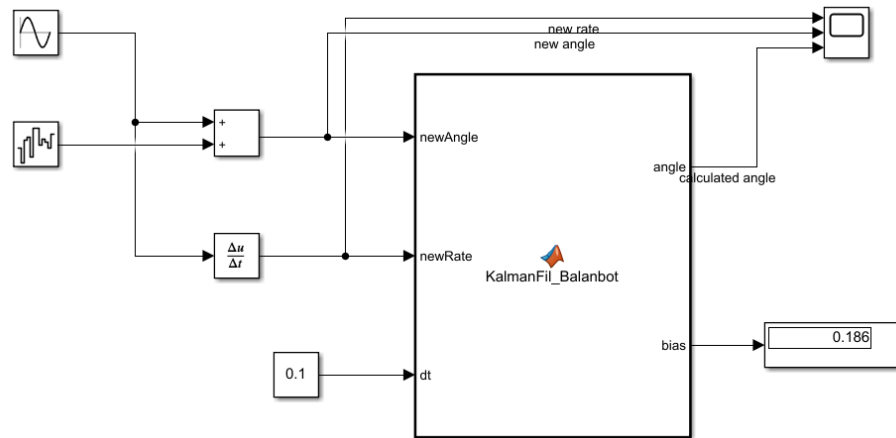 new rate
new angle
+
+
newAngle
angle
calculated angle
Δu
Δt
newRate
KalmanFil_Balanbot
0.186
bias
0.1
dt